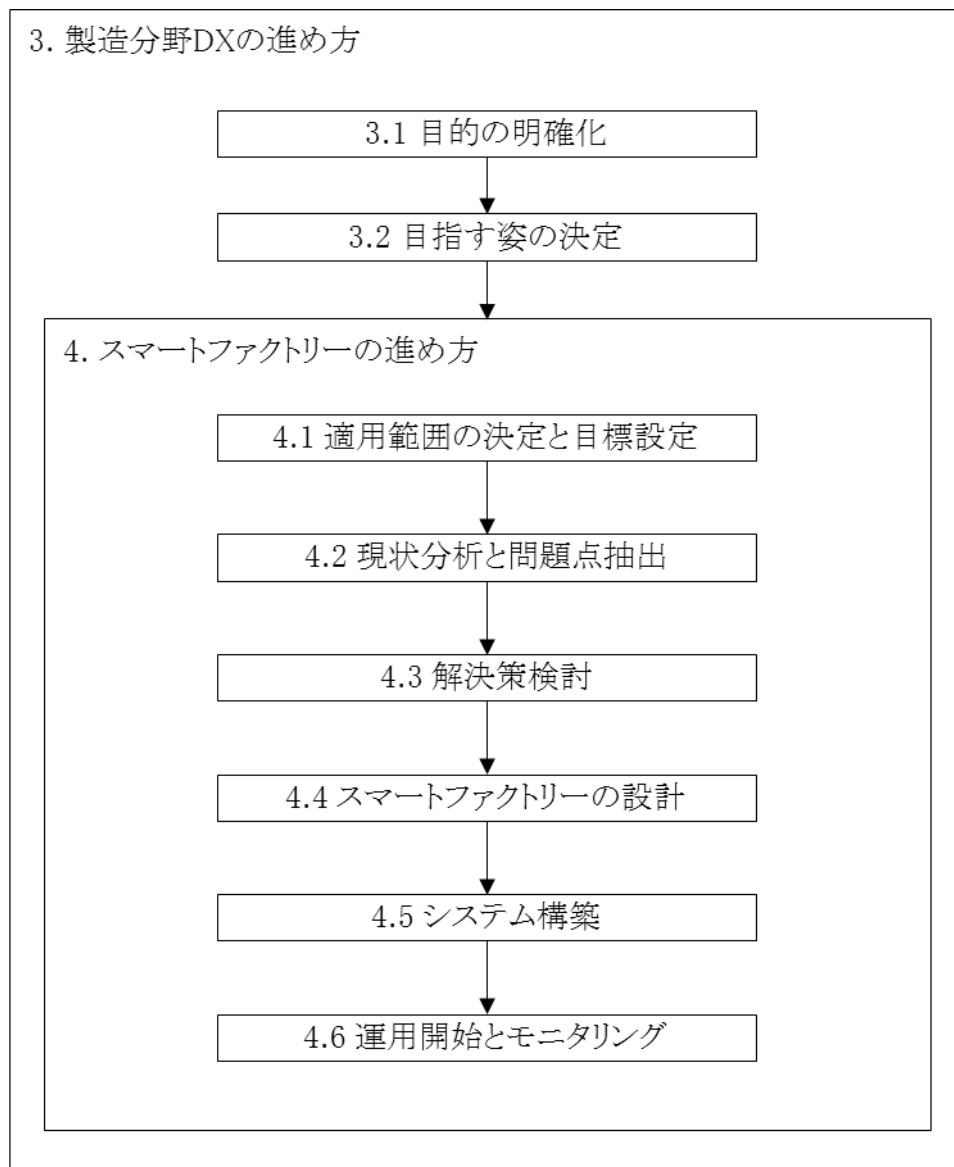 3. 製造分野DXの進め方
3.1 目的の明確化
3.2 目指す姿の決定
4. スマートファクトリーの進め方
4.1 適用範囲の決定と目標設定
4.2 現状分析と問題点抽出
4.3 解決策検討
4.4 スマートファクトリーの設計
4.5 システム構築
4.6 運用開始とモニタリング